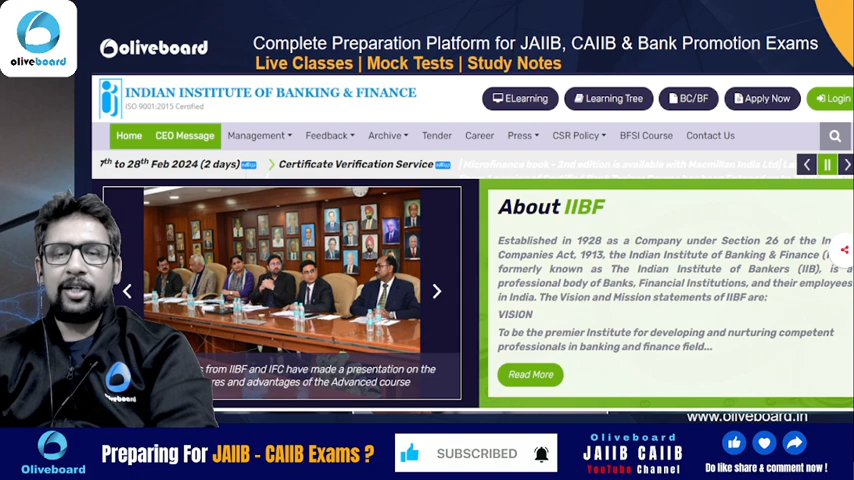 oliveboard
oliveboard
Complete Preparation Platform for JAIIB, CAIIB & Bank Promotion Exams
Live Classes | Mock Tests | Study Notes
INDIAN INSTITUTE OF BANKING & FINANCE
ISO 9001:2015 Certified
ELearning
Learning Tree
BC/BF
Apply Now
Login
Home CEO Message Management Feedback Archive Tender Career Press CSR Policy BFSI Course Contact Us
7th to 28th Feb 2024 (2 days) Certificate Verification Service Microfinance book - 2nd edition is available with Macmillan India Ltd
About IIBF
Established in 1928 as a Company under Section 26 of the In
Companies Act, 1913, the Indian Institute of Banking & Finance
formerly known as The Indian Institute of Bankers (IIB), is a
professional body of Banks, Financial Institutions, and their employees
in India. The Vision and Mission statements of IIBF are:
VISION
To be the premier Institute for developing and nurturing competent
professionals in banking and finance field...
Read More
s from IIBF and IFC have made a presentation on the
res and advantages of the Advanced course
oliveboard
www.oliveboard.in
Oliveboard
Preparing For JAIIB - CAIIB Exams ?
SUBSCRIBED
Oliveboard
JAIIB CAIIB
YouTube Channel
Do like share & comment now !